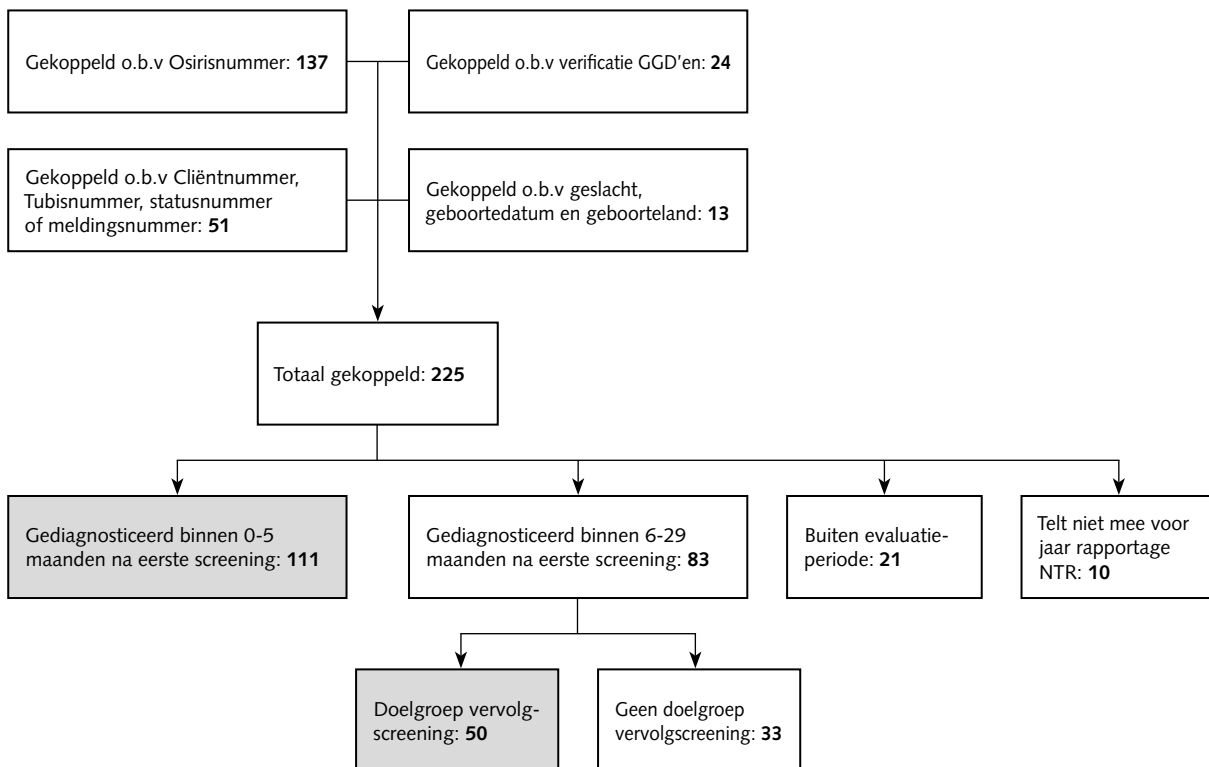 Gekoppeld o.b.v Osirisnummer: 137
Gekoppeld o.b.v verificatie GGD'en: 24
Gekoppeld o.b.v Cliëntnummer,
Tubisnummer, statusnummer
of meldingsnummer: 51
Gekoppeld o.b.v geslacht,
geboortedatum en geboorteland: 13
Totaal gekoppeld: 225
Gediagnosticeerd binnen 0-5
maanden na eerste screening: 111
Gediagnosticeerd binnen 6-29
maanden na eerste screening: 83
Buiten evaluatie-
periode: 21
Telt niet mee voor
jaar rapportage
NTR: 10
Doelgroep vervolg-
screening: 50
Geen doelgroep
vervolgscreening: 33